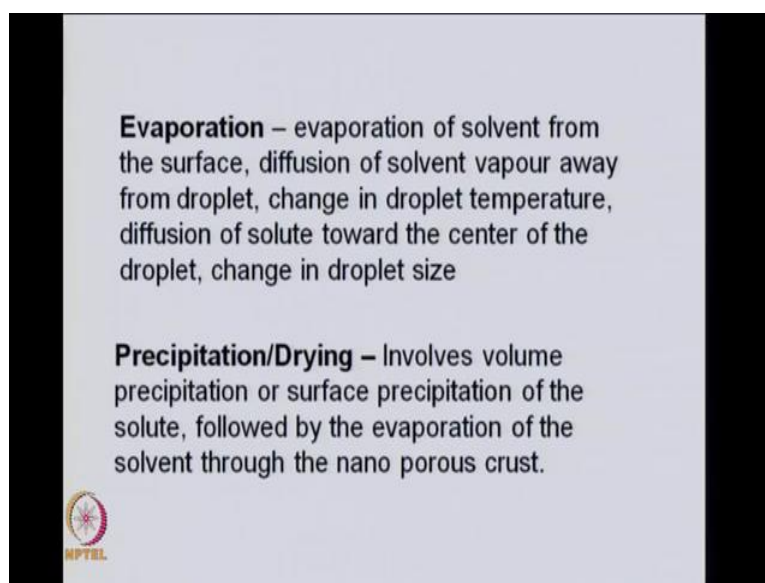 Evaporation – evaporation of solvent from
the surface, diffusion of solvent vapour away
from droplet, change in droplet temperature,
diffusion of solute toward the center of the
droplet, change in droplet size
Precipitation/Drying – Involves volume
precipitation or surface precipitation of the
solute, followed by the evaporation of the
solvent through the nano porous crust.
NPTEL